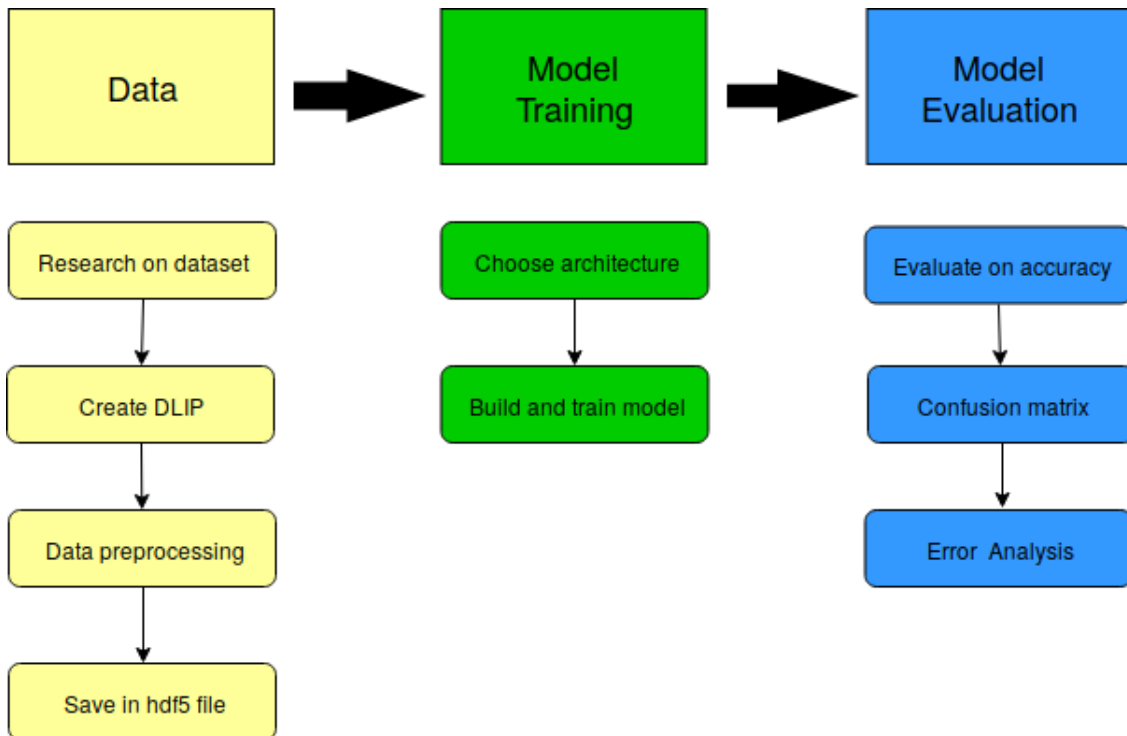 Data
Model
Training
Model
Evaluation
Research on dataset
Create DLIP
Data preprocessing
Save in hdf5 file
Choose architecture
Build and train model
Evaluate on accuracy
Confusion matrix
Error Analysis